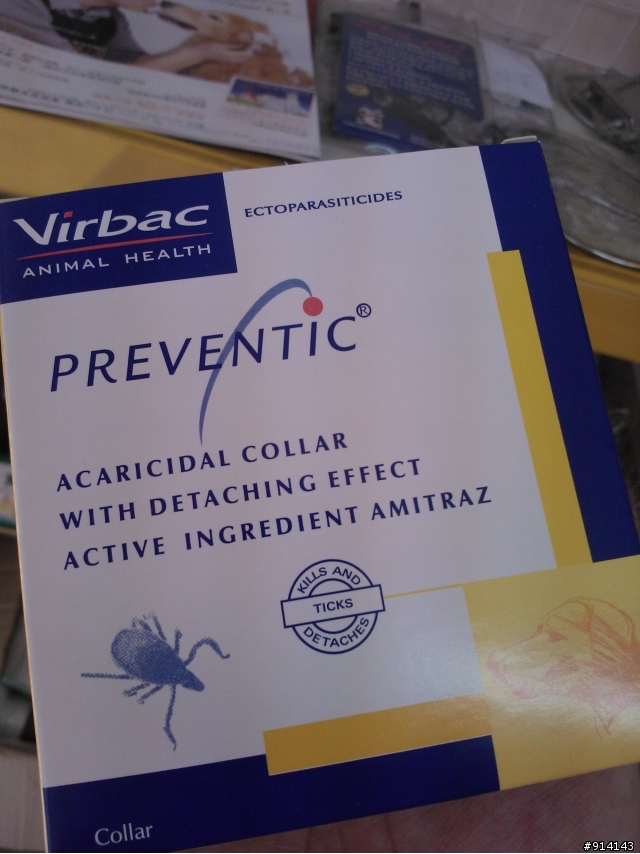 Virbac
ANIMAL HEALTH
ECTOPARASITICIDES
PREVENTIC®
ACARICIDAL COLLAR
WITH DETACHING EFFECT
ACTIVE INGREDIENT AMITRAZ
KILLS AND
TICKS
DETACHES
Collar
#914143